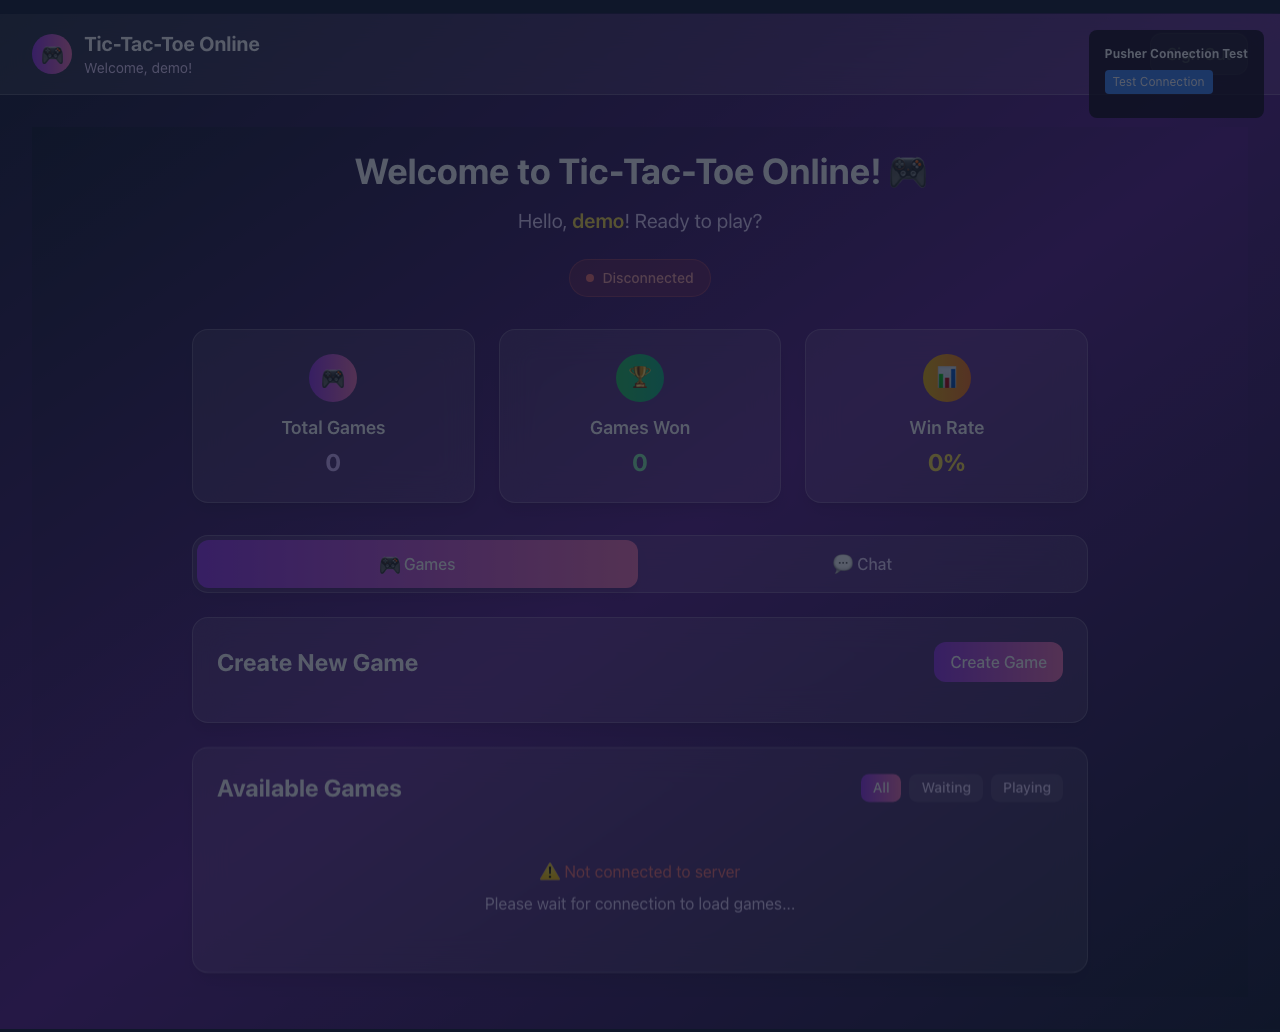 Tic-Tac-Toe Online
Welcome, demo!
Pusher Connection Test
Test Connection
Welcome to Tic-Tac-Toe Online! 🎮
Hello, demo! Ready to play?
Disconnected
Total Games
0
Games Won
0
Win Rate
0%
🎮 Games
💬 Chat
Create New Game
Create Game
Available Games
All
Waiting
Playing
⚠️ Not connected to server
Please wait for connection to load games...